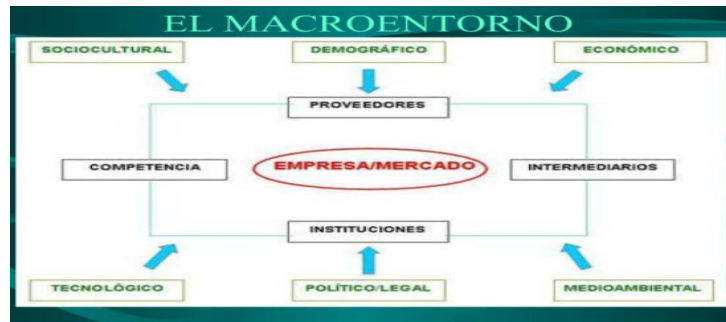 EL MACROENTORNO
SOCIOCULTURAL DEMOGRÁFICO ECONÓMICO
PROVEEDORES
COMPETENCIA EMPRESA/MERCADO INTERMEDIARIOS
INSTITUCIONES
TECNOLÓGICO POLÍTICO/LEGAL MEDIOAMBIENTAL